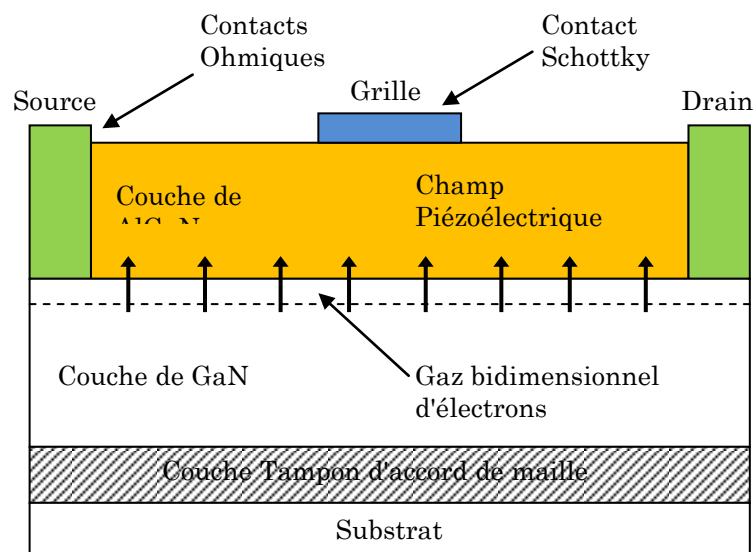 Contacts
Ohmiques
Contact
Schottky
Source
Grille
Drain
Couche de
Champ
Piézoélectrique
Couche de GaN
Gaz bidimensionnel
d'électrons
Couche Tampon d'accord de maille
Substrat